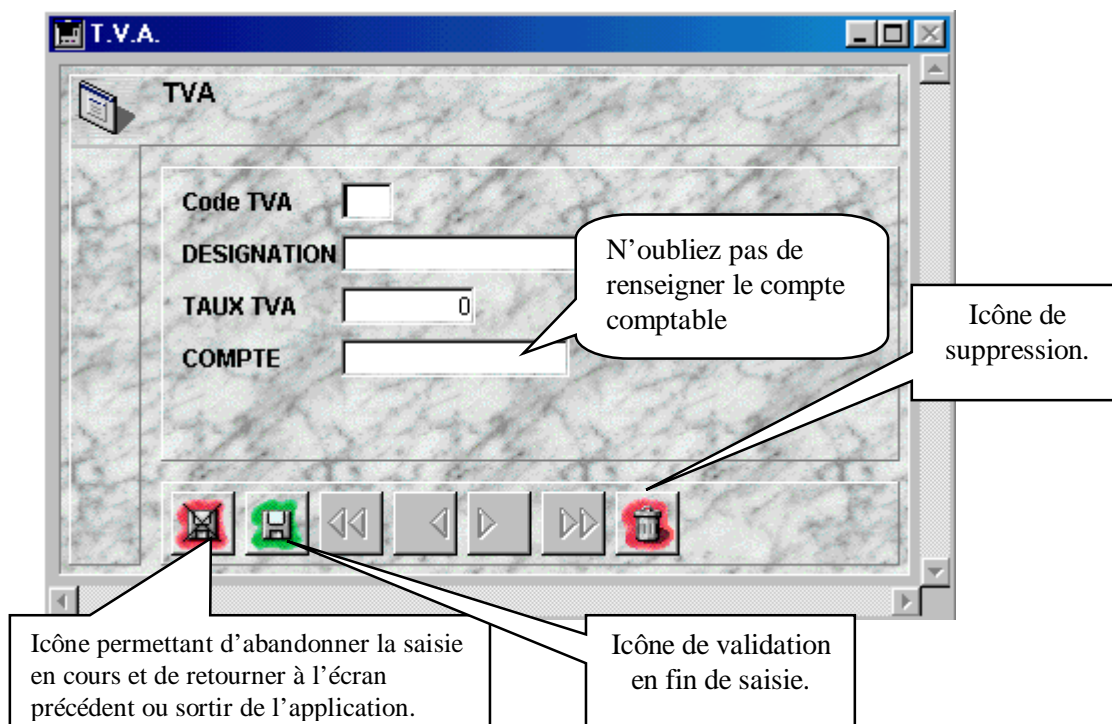 T.V.A.
TVA
Code TVA
DESIGNATION
N’oubliez pas de
renseigner le compte
comptable
TAUX TVA 0
COMPTE
Icône de
suppression.
Icône permettant d’abandonner la saisie
en cours et de retourner à l’écran
précédent ou sortir de l’application.
Icône de validation
en fin de saisie.